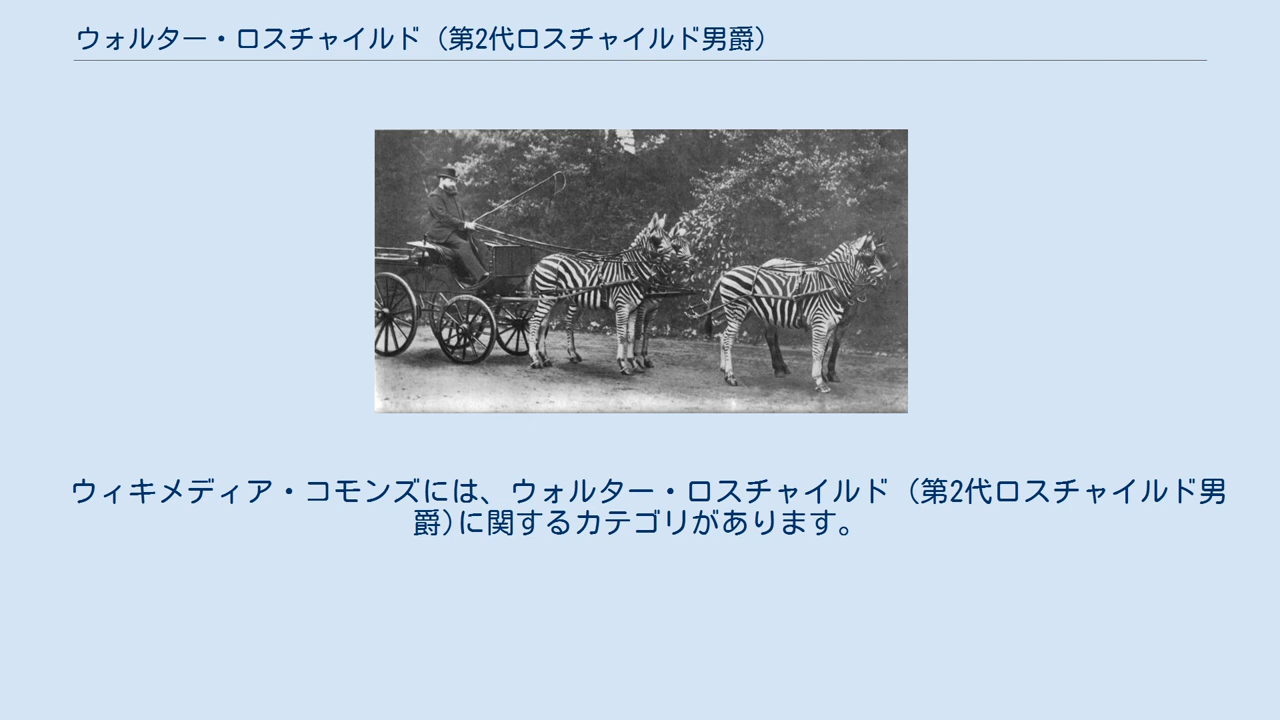 ウォルター・ロスチャイルド（第2代ロスチャイルド男爵）
ウィキメディア・コモンズには、ウォルター・ロスチャイルド（第2代ロスチャイルド男
爵)に関するカテゴリがあります。